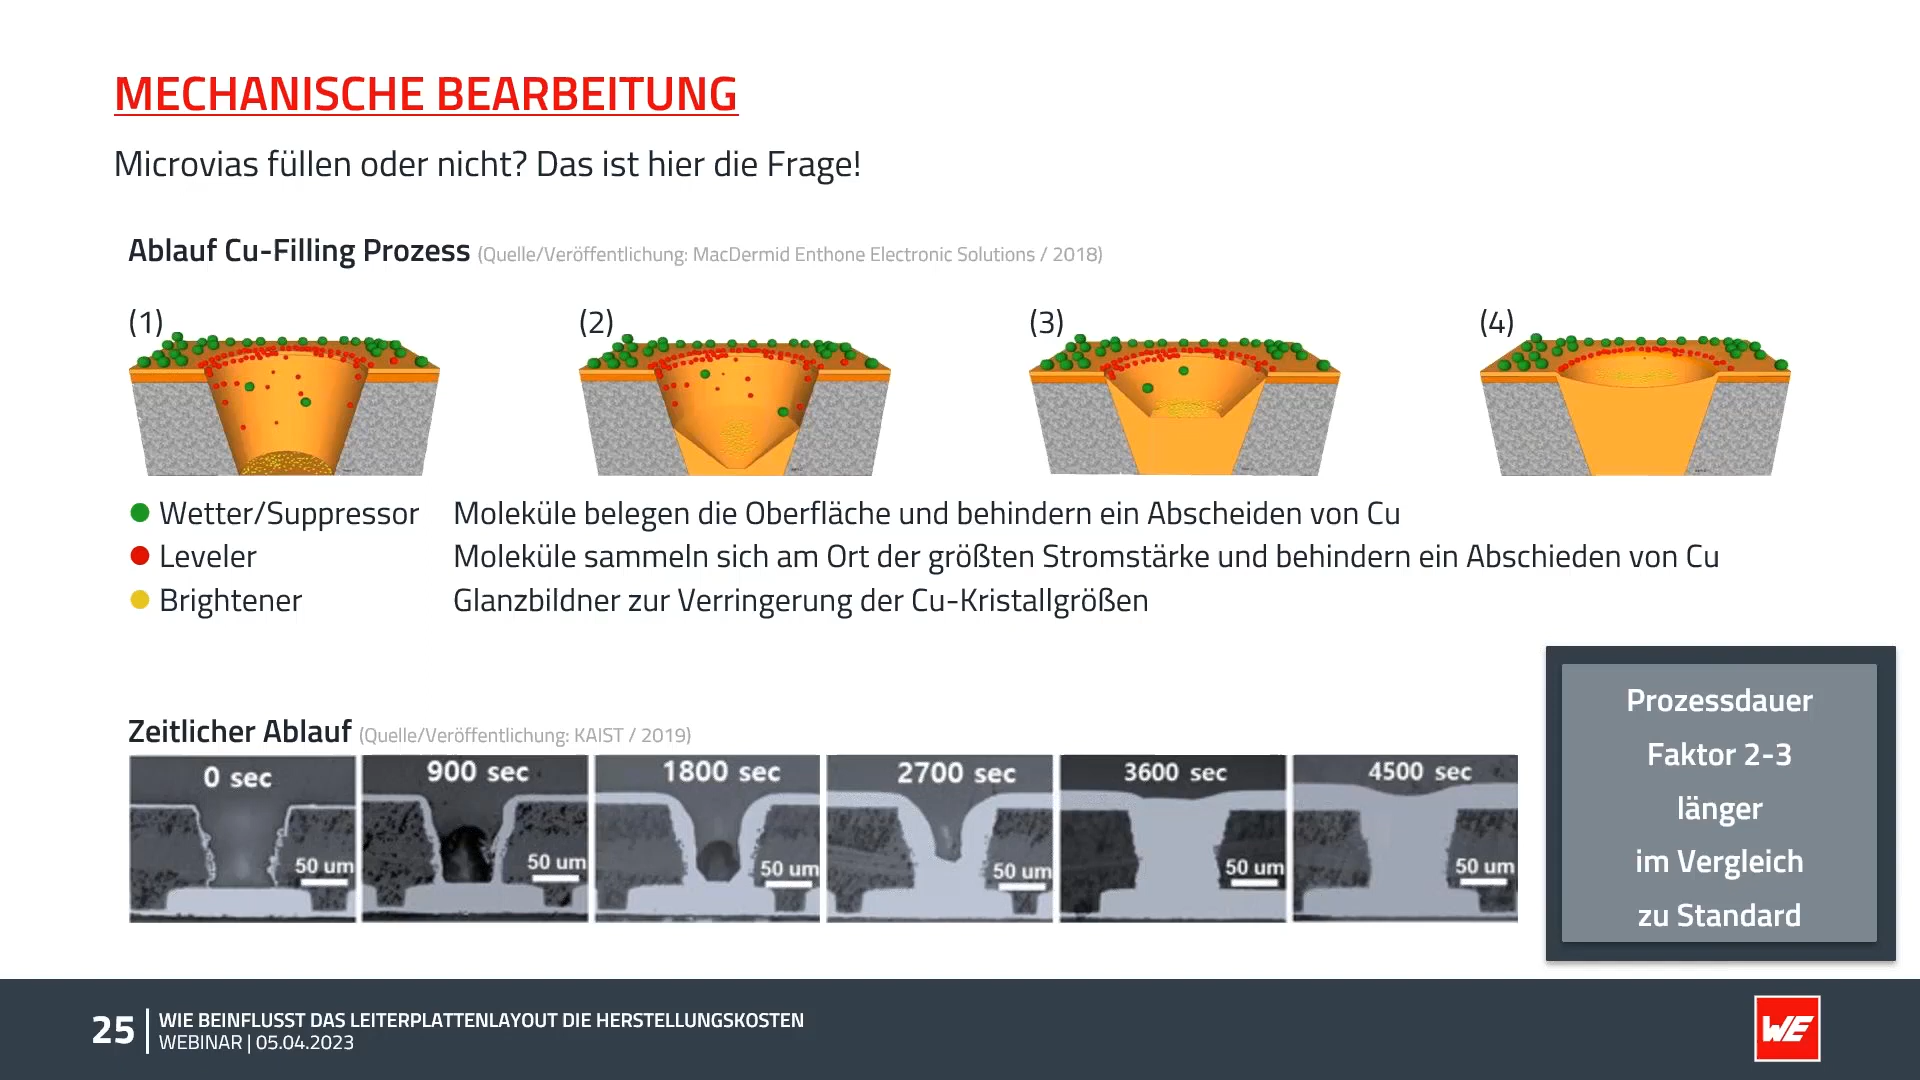 MECHANISCHE BEARBEITUNG
Microvias füllen oder nicht? Das ist hier die Frage!
Ablauf Cu-Filling Prozess (Quelle/Veröffentlichung: MacDermid Enthone Electronic Solutions / 2018)
(1) (2) (3) (4)
Wetter/Suppressor Moleküle belegen die Oberfläche und behindern ein Abscheiden von Cu
Leveler Moleküle sammeln sich am Ort der größten Stromstärke und behindern ein Abschieden von Cu
Brightener Glanzbildner zur Verringerung der Cu-Kristallgrößen
Zeitlicher Ablauf (Quelle/Veröffentlichung: KAIST / 2019)
0 sec 900 sec 1800 sec 2700 sec 3600 sec 4500 sec
50 um 50 um 50 um 50 um 50 um 50 um
Prozessdauer
Faktor 2-3
länger
im Vergleich
zu Standard
25 WIE BEINFLUSST DAS LEITERPLATTENLAYOUT DIE HERSTELLUNGSKOSTEN
WEBINAR | 05.04.2023
WE